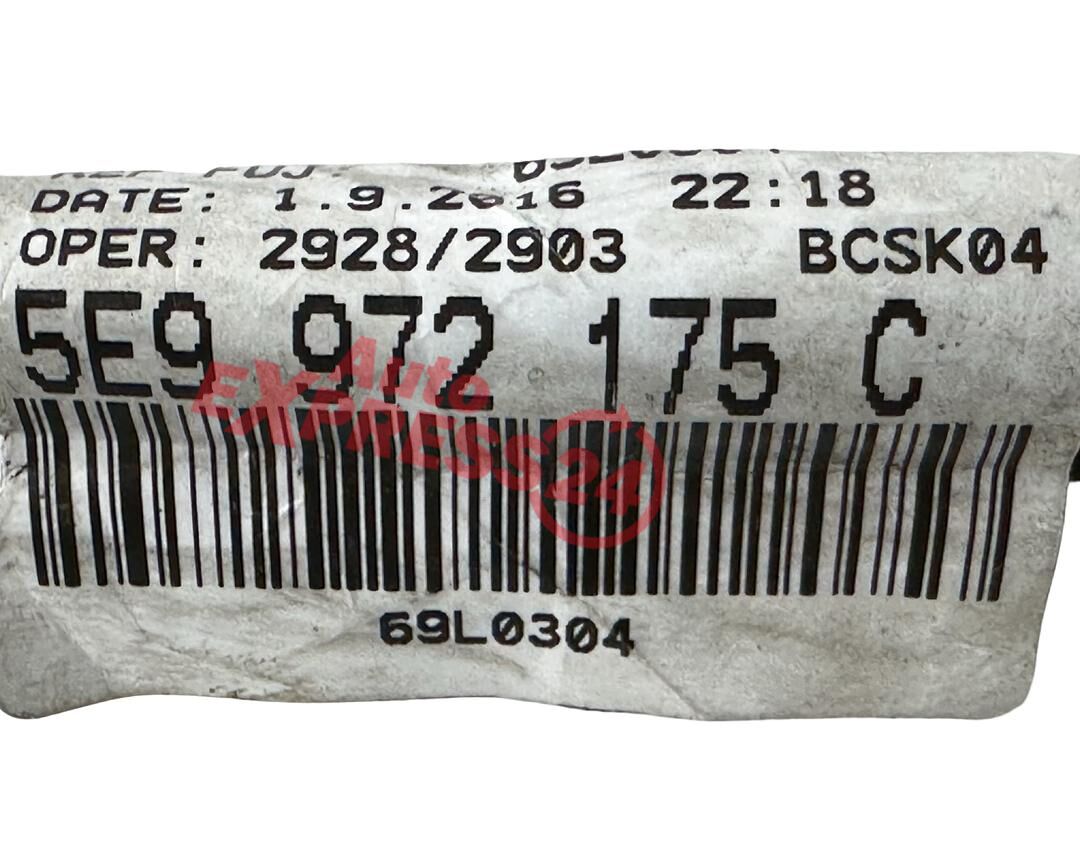 DATE: 1.9.2016 22:18
OPER: 2928/2903 BCSK04
5E9 972 175 C
Auto
EXPRESS24
69L0304